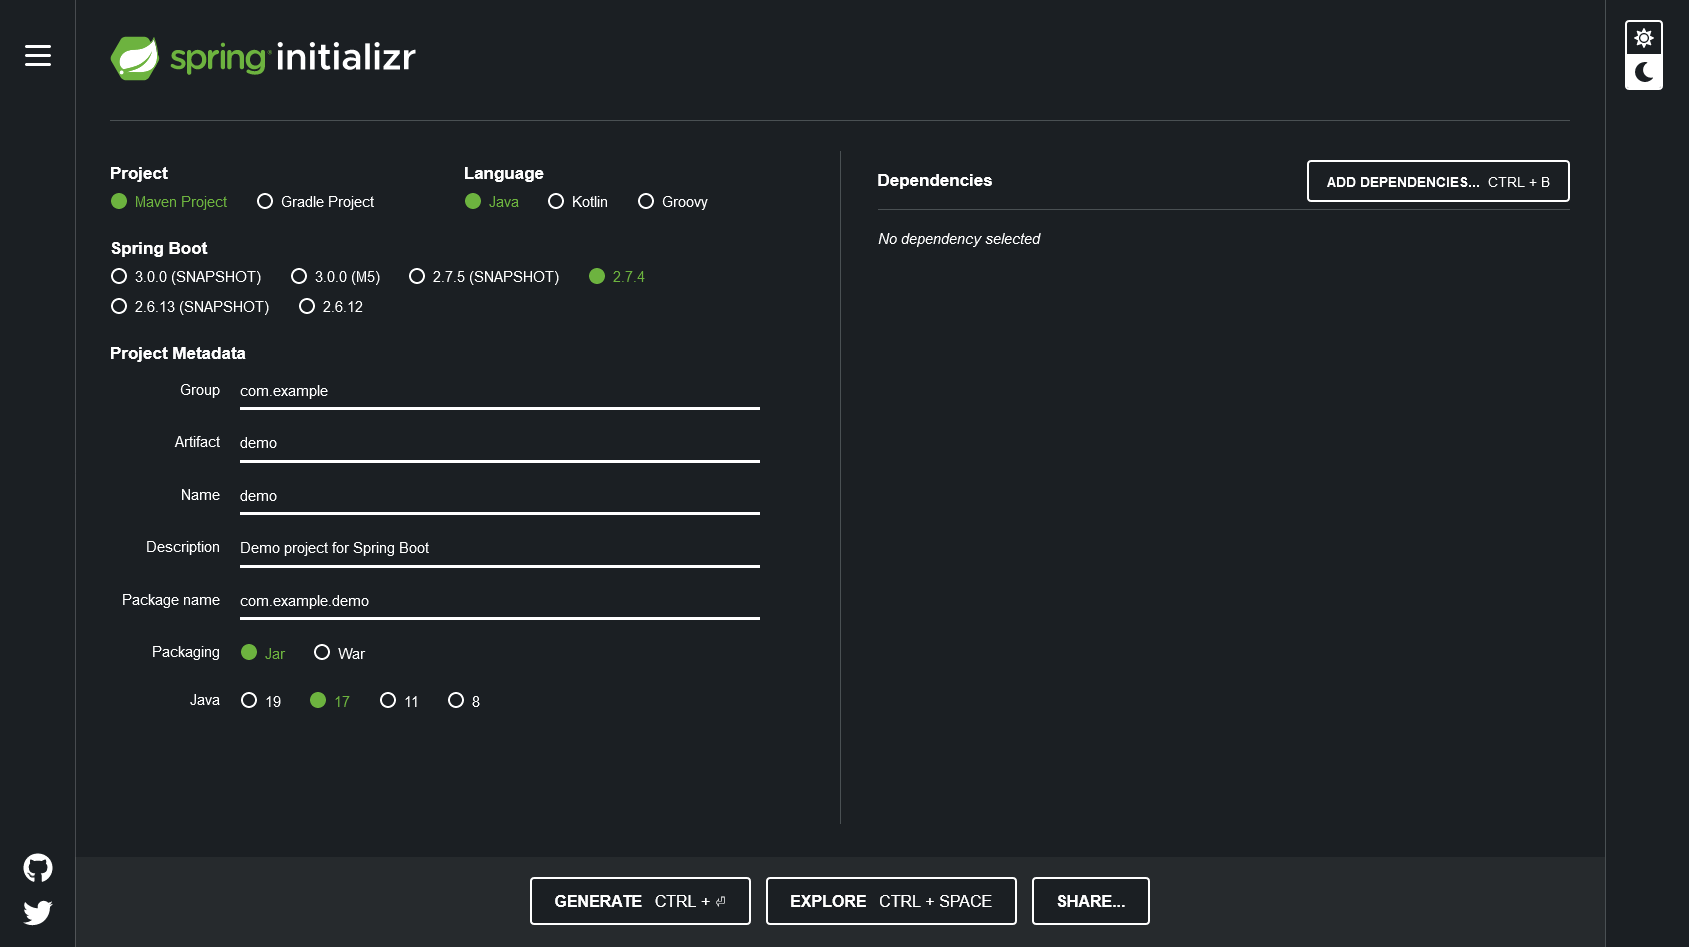 spring initializr
Project
Maven Project Gradle Project
Language
Java Kotlin Groovy
Spring Boot
3.0.0 (SNAPSHOT) 3.0.0 (M5) 2.7.5 (SNAPSHOT) 2.7.4
2.6.13 (SNAPSHOT) 2.6.12
Project Metadata
Group com.example
Artifact demo
Name demo
Description Demo project for Spring Boot
Package name com.example.demo
Packaging Jar War
Java 19 17 11 8
Dependencies
ADD DEPENDENCIES... CTRL + B
No dependency selected
GENERATE CTRL + ⏎
EXPLORE CTRL + SPACE
SHARE...